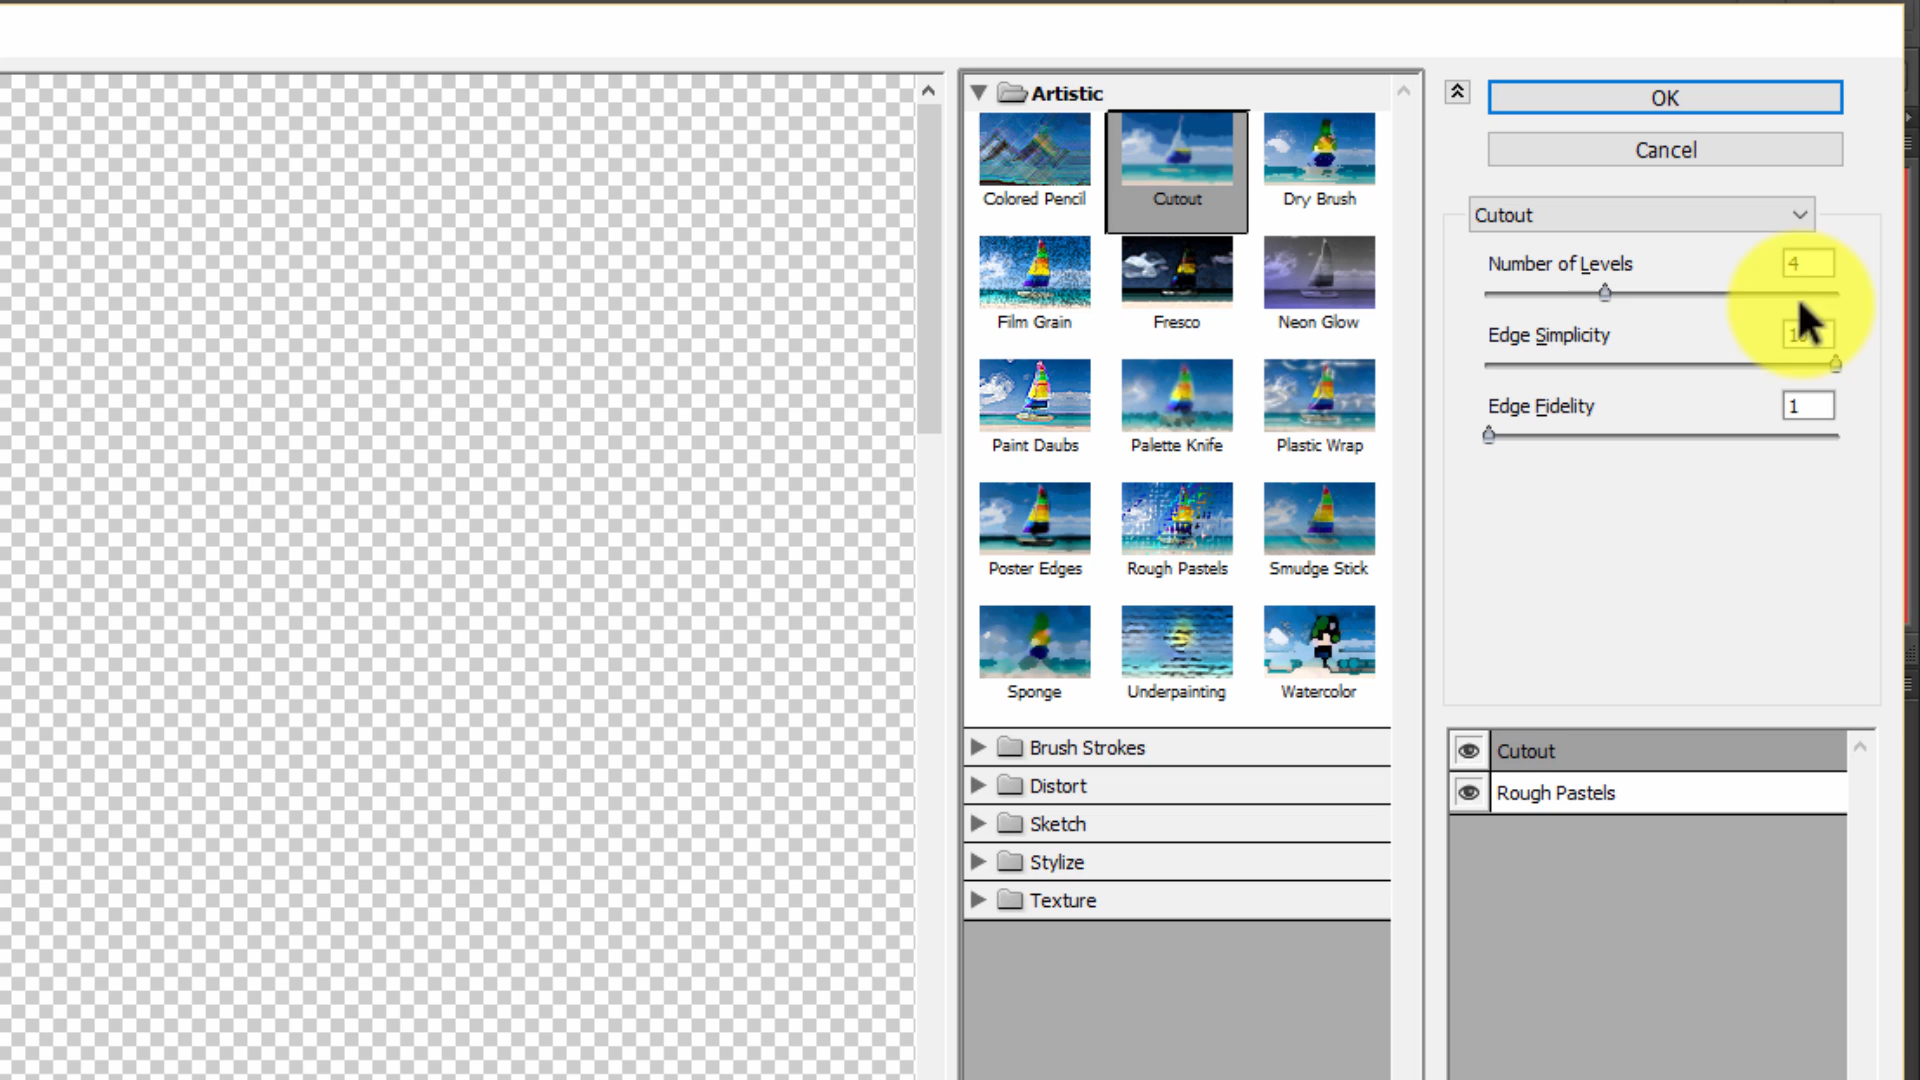 Artistic
Colored Pencil
Cutout
Dry Brush
Film Grain
Fresco
Neon Glow
Paint Daubs
Palette Knife
Plastic Wrap
Poster Edges
Rough Pastels
Smudge Stick
Sponge
Underpainting
Watercolor
Brush Strokes
Distort
Sketch
Stylize
Texture
OK
Cancel
Cutout
Number of Levels 4
Edge Simplicity
Edge Fidelity 1
Cutout
Rough Pastels